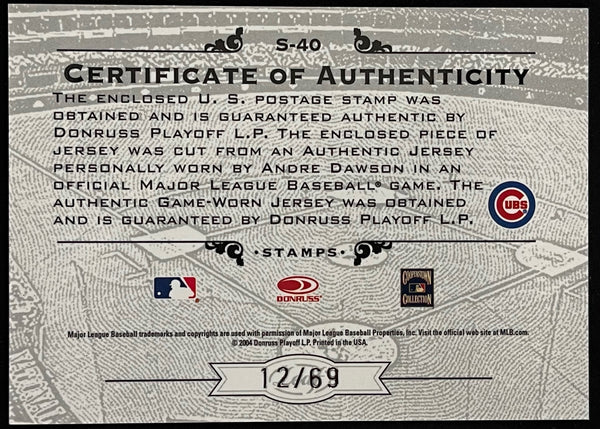 S-40
Certificate of Authenticity
The enclosed U. S. postage stamp was
obtained and is guaranteed authentic by
Donruss Playoff L.P. The enclosed piece of
jersey was cut from an Authentic Jersey
personally worn by Andre Dawson in an
official Major League Baseball® game. The
authentic Game-Worn Jersey was obtained
and is guaranteed by Donruss Playoff L.P.
CUBS
·STAMPS·
DONRUSS
COOPERSTOWN
COLLECTION
Major League Baseball trademarks and copyrights are used with permission of Major League Baseball Properties, Inc. Visit the official web site at MLB.com.
© 2004 Donruss Playoff L.P. Printed in the USA.
12/69